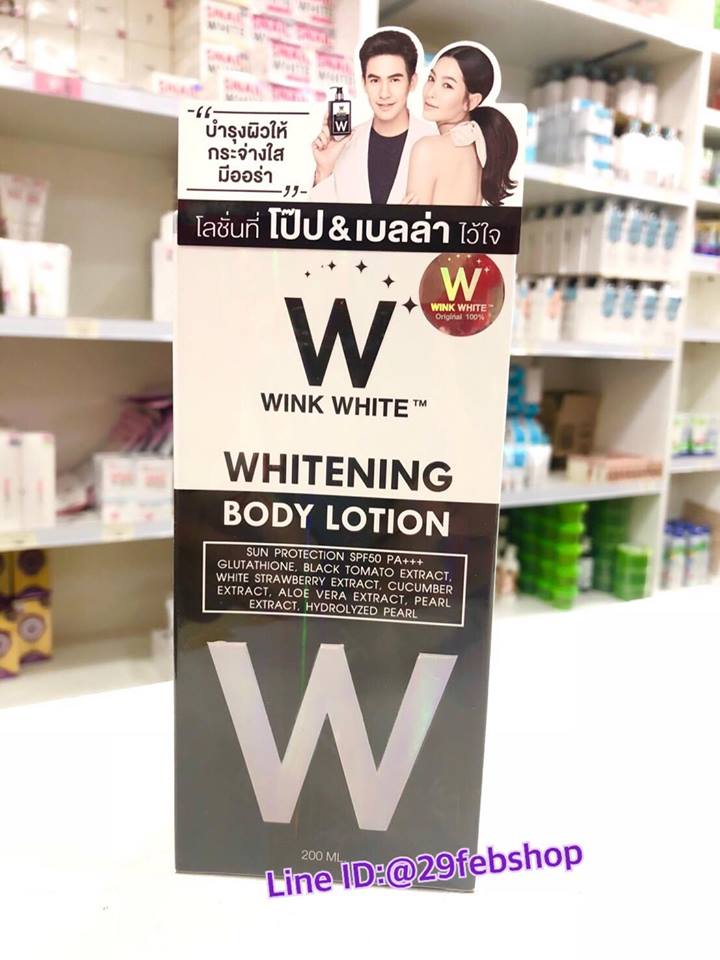 “
บำรุงผิวให้
กระจ่างใส
มีออร่า
”
W
โลชั่นที่ โป๊ป & เบลล่า ไว้ใจ
W
WINK WHITE™
Original 100%
W
WINK WHITE™
WHITENING
BODY LOTION
SUN PROTECTION SPF50 PA+++
GLUTATHIONE, BLACK TOMATO EXTRACT,
WHITE STRAWBERRY EXTRACT, CUCUMBER
EXTRACT, ALOE VERA EXTRACT, PEARL
EXTRACT, HYDROLYZED PEARL
W
200 ML.
Line ID:@29febshop